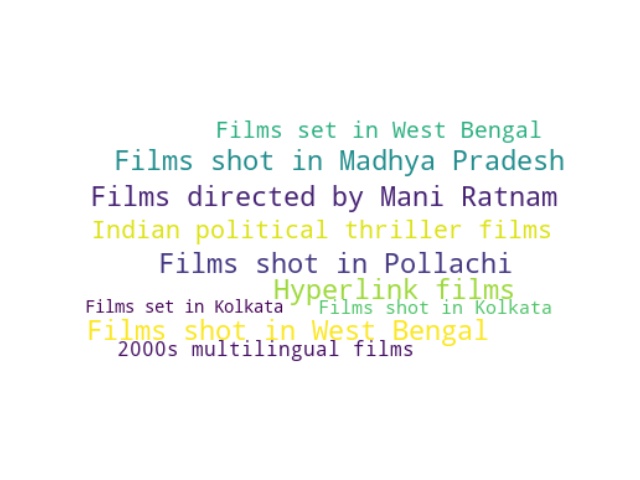 Films set in West Bengal
Films shot in Madhya Pradesh
Films directed by Mani Ratnam
Indian political thriller films
Films shot in Pollachi
Hyperlink films
Films set in Kolkata
Films shot in Kolkata
Films shot in West Bengal
2000s multilingual films